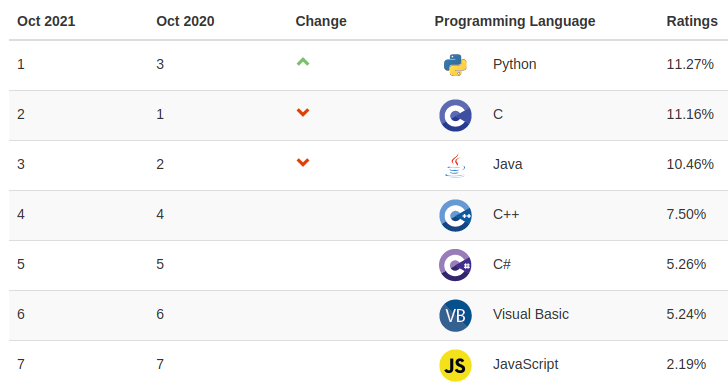 Oct 2021 Oct 2020 Change Programming Language Ratings
1 3 Python 11.27%
2 1 C C 11.16%
3 2 Java 10.46%
4 4 C++ C++ 7.50%
5 5 C# C# 5.26%
6 6 VB Visual Basic 5.24%
7 7 JS JavaScript 2.19%